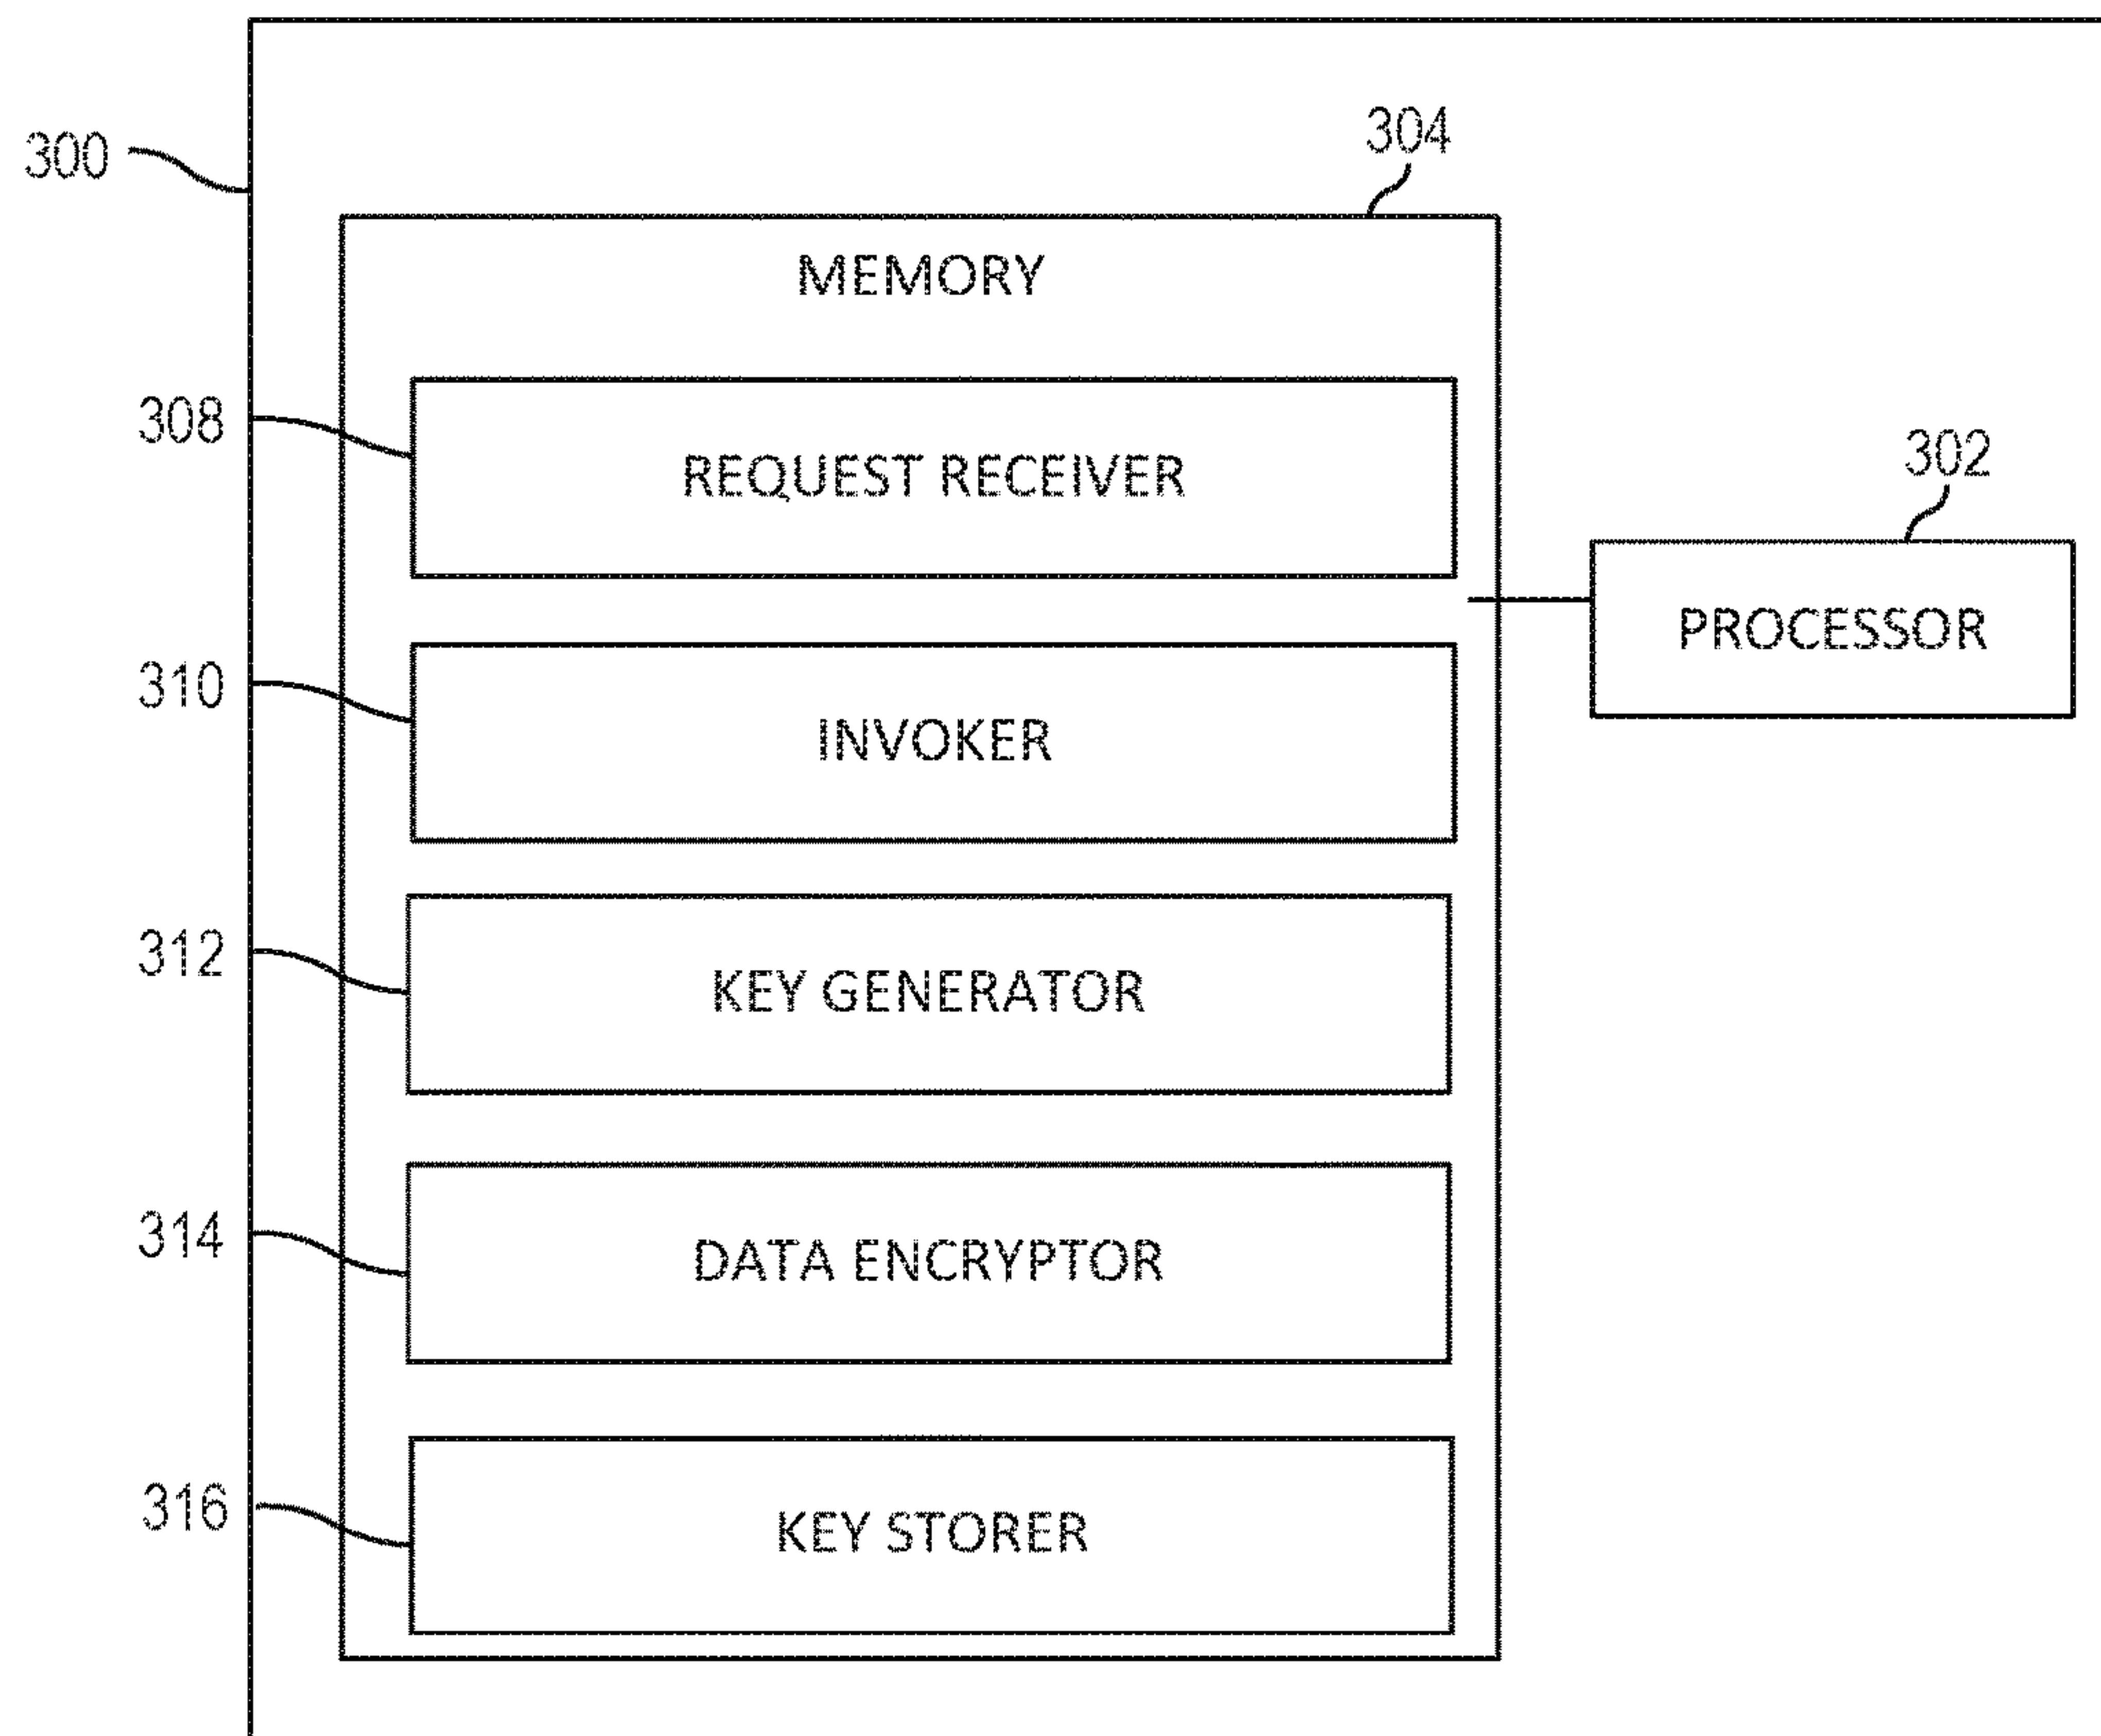 304
300
MEMORY
308
REQUEST RECEIVER
302
PROCESSOR
310
INVOKER
312
KEY GENERATOR
314
DATA ENCRYPTOR
316
KEY STORER